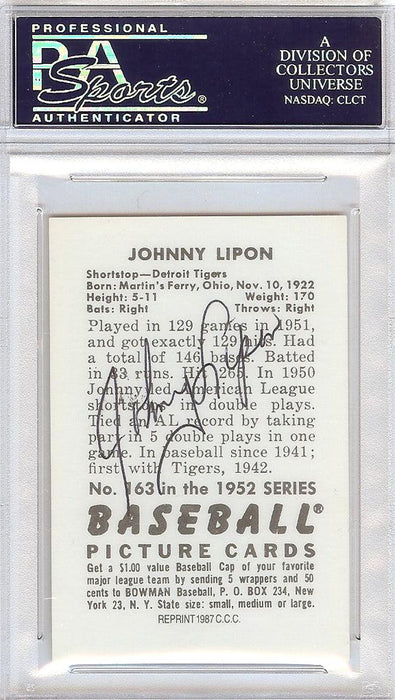 PROFESSIONAL
PSA
Sports®
AUTHENTICATOR
A
DIVISION OF
COLLECTORS
UNIVERSE
NASDAQ: CLCT
JOHNNY LIPON
Shortstop—Detroit Tigers
Born: Martin's Ferry, Ohio, Nov. 10, 1922
Height: 5-11 Weight: 170
Bats: Right Throws: Right
Played in 129 games in 1951,
and got exactly 129 hits. Had
a total of 146 bases. Batted
in 33 runs. Hit .265. In 1950
Johnny led American League
shortstops in double plays.
Tied an AL record by taking
part in 5 double plays in one
game. In baseball since 1941;
first with Tigers, 1942.
Johnny Lipon
No. 163 in the 1952 SERIES
BASEBALL®
PICTURE CARDS
Get a $1.00 value Baseball Cap of your favorite
major league team by sending 5 wrappers and 50
cents to BOWMAN Baseball, P. O. BOX 234, New
York 23, N. Y. State size: small, medium or large.
REPRINT 1987 C.C.C.